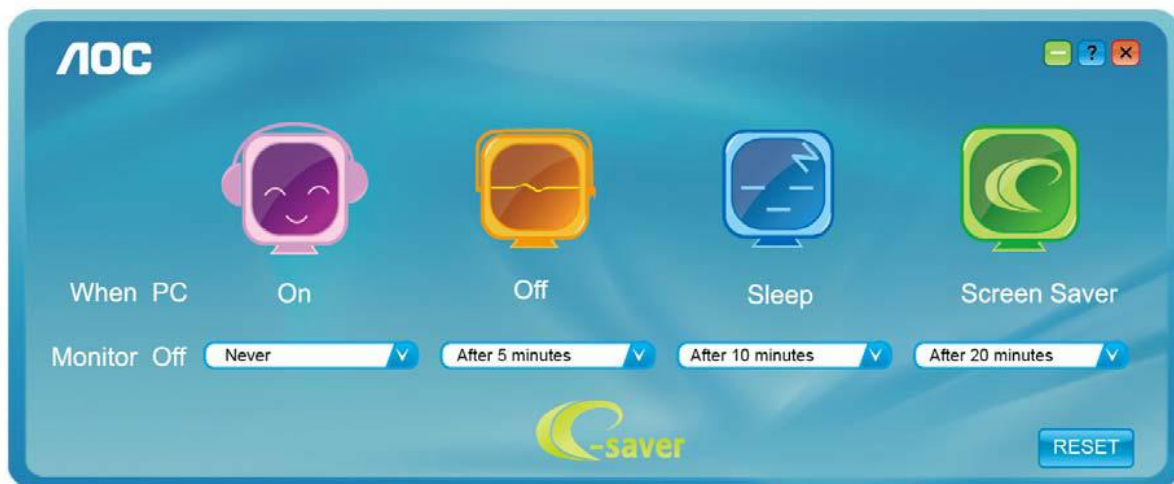 AOC
?
When PC On Off Sleep Screen Saver
Monitor Off Never After 5 minutes After 10 minutes After 20 minutes
e-saver
RESET